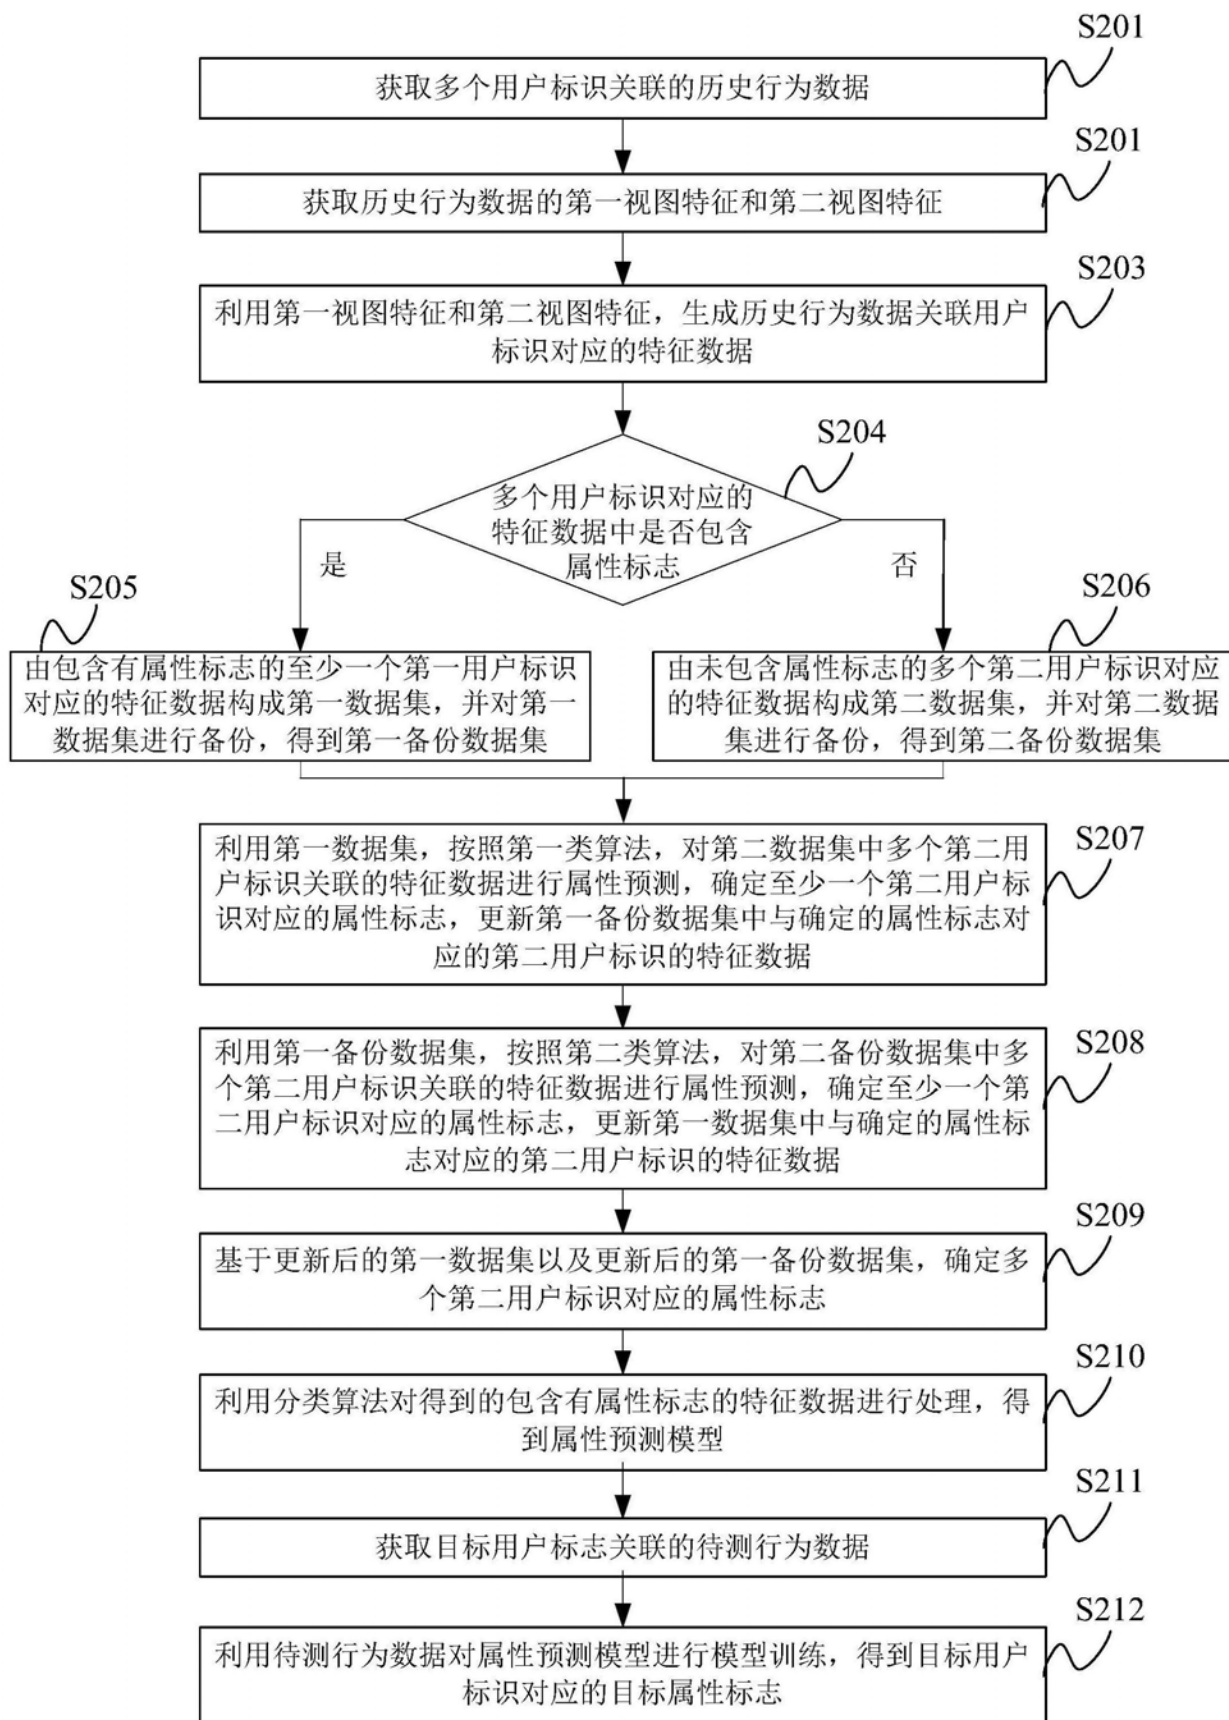 S201
获取多个用户标识关联的历史行为数据
S201
获取历史行为数据的第一视图特征和第二视图特征
S203
利用第一视图特征和第二视图特征，生成历史行为数据关联用户
标识对应的特征数据
S204
多个用户标识对应的
特征数据中是否包含
属性标志
是
否
S205
由包含有属性标志的至少一个第一用户标识
对应的特征数据构成第一数据集，并对第一
数据集进行备份，得到第一备份数据集
S206
由未包含属性标志的多个第二用户标识对应
的特征数据构成第二数据集，并对第二数据
集进行备份，得到第二备份数据集
S207
利用第一数据集，按照第一类算法，对第二数据集中多个第二用
户标识关联的特征数据进行属性预测，确定至少一个第二用户标
识对应的属性标志，更新第一备份数据集中与确定的属性标志对
应的第二用户标识的特征数据
S208
利用第一备份数据集，按照第二类算法，对第二备份数据集中多
个第二用户标识关联的特征数据进行属性预测，确定至少一个第
二用户标识对应的属性标志，更新第一数据集中与确定的属性标
志对应的第二用户标识的特征数据
S209
基于更新后的第一数据集以及更新后的第一备份数据集，确定多
个第二用户标识对应的属性标志
S210
利用分类算法对得到的包含有属性标志的特征数据进行处理，得
到属性预测模型
S211
获取目标用户标志关联的待测行为数据
S212
利用待测行为数据对属性预测模型进行模型训练，得到目标用户
标识对应的目标属性标志